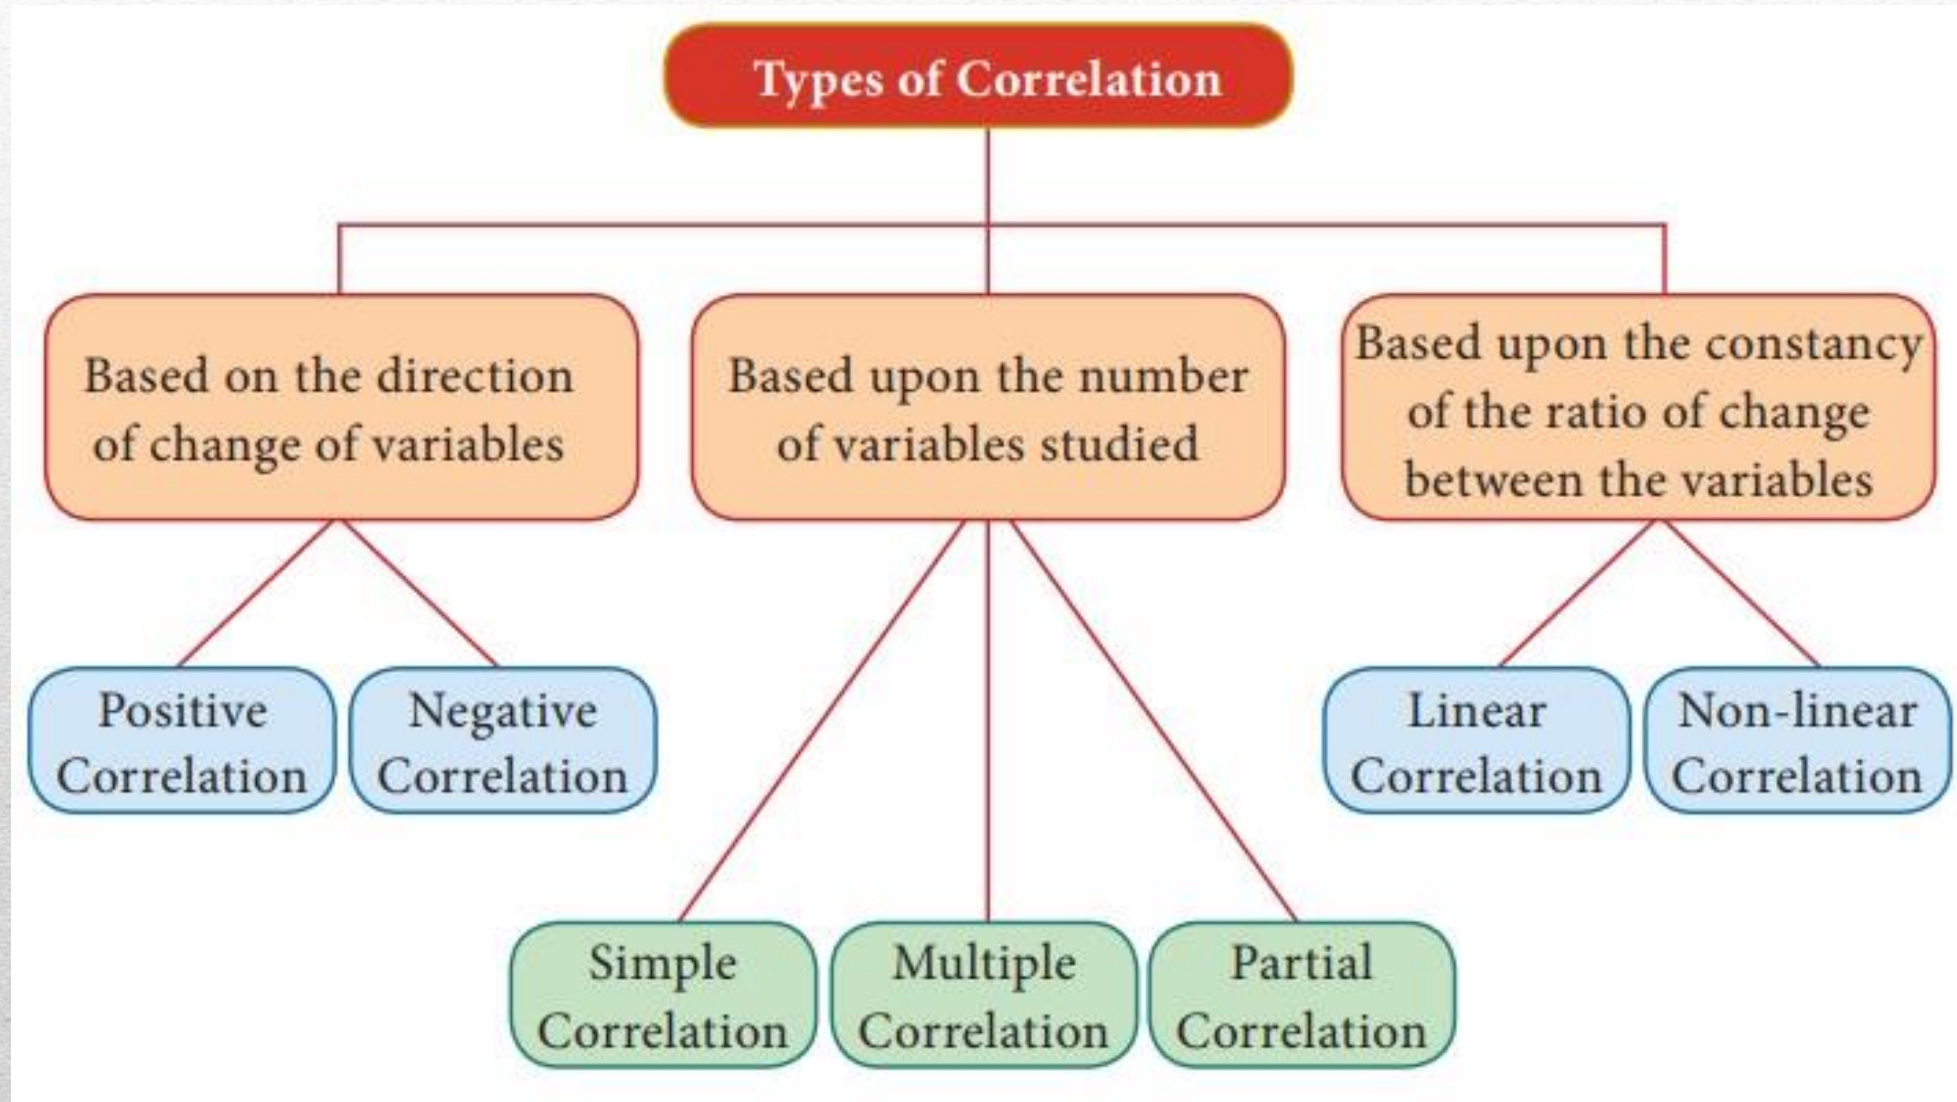 Types of Correlation
Based on the direction
of change of variables
Based upon the number
of variables studied
Based upon the constancy
of the ratio of change
between the variables
Positive
Correlation
Negative
Correlation
Linear
Correlation
Non-linear
Correlation
Simple
Correlation
Multiple
Correlation
Partial
Correlation